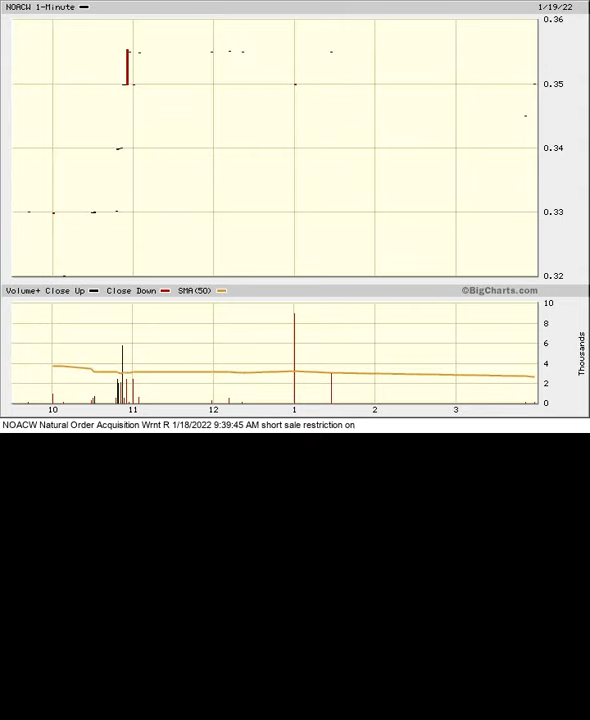 NOACW 1-Minute 1/19/22
0.36
0.35
0.34
0.33
0.32
Volume+ Close Up Close Down SMA(50) ©BigCharts.com
10
8
6
4
2
0
Thousands
10 11 12 1 2 3
NOACW Natural Order Acquisition Wrnt R 1/18/2022 9:39:45 AM short sale restriction on